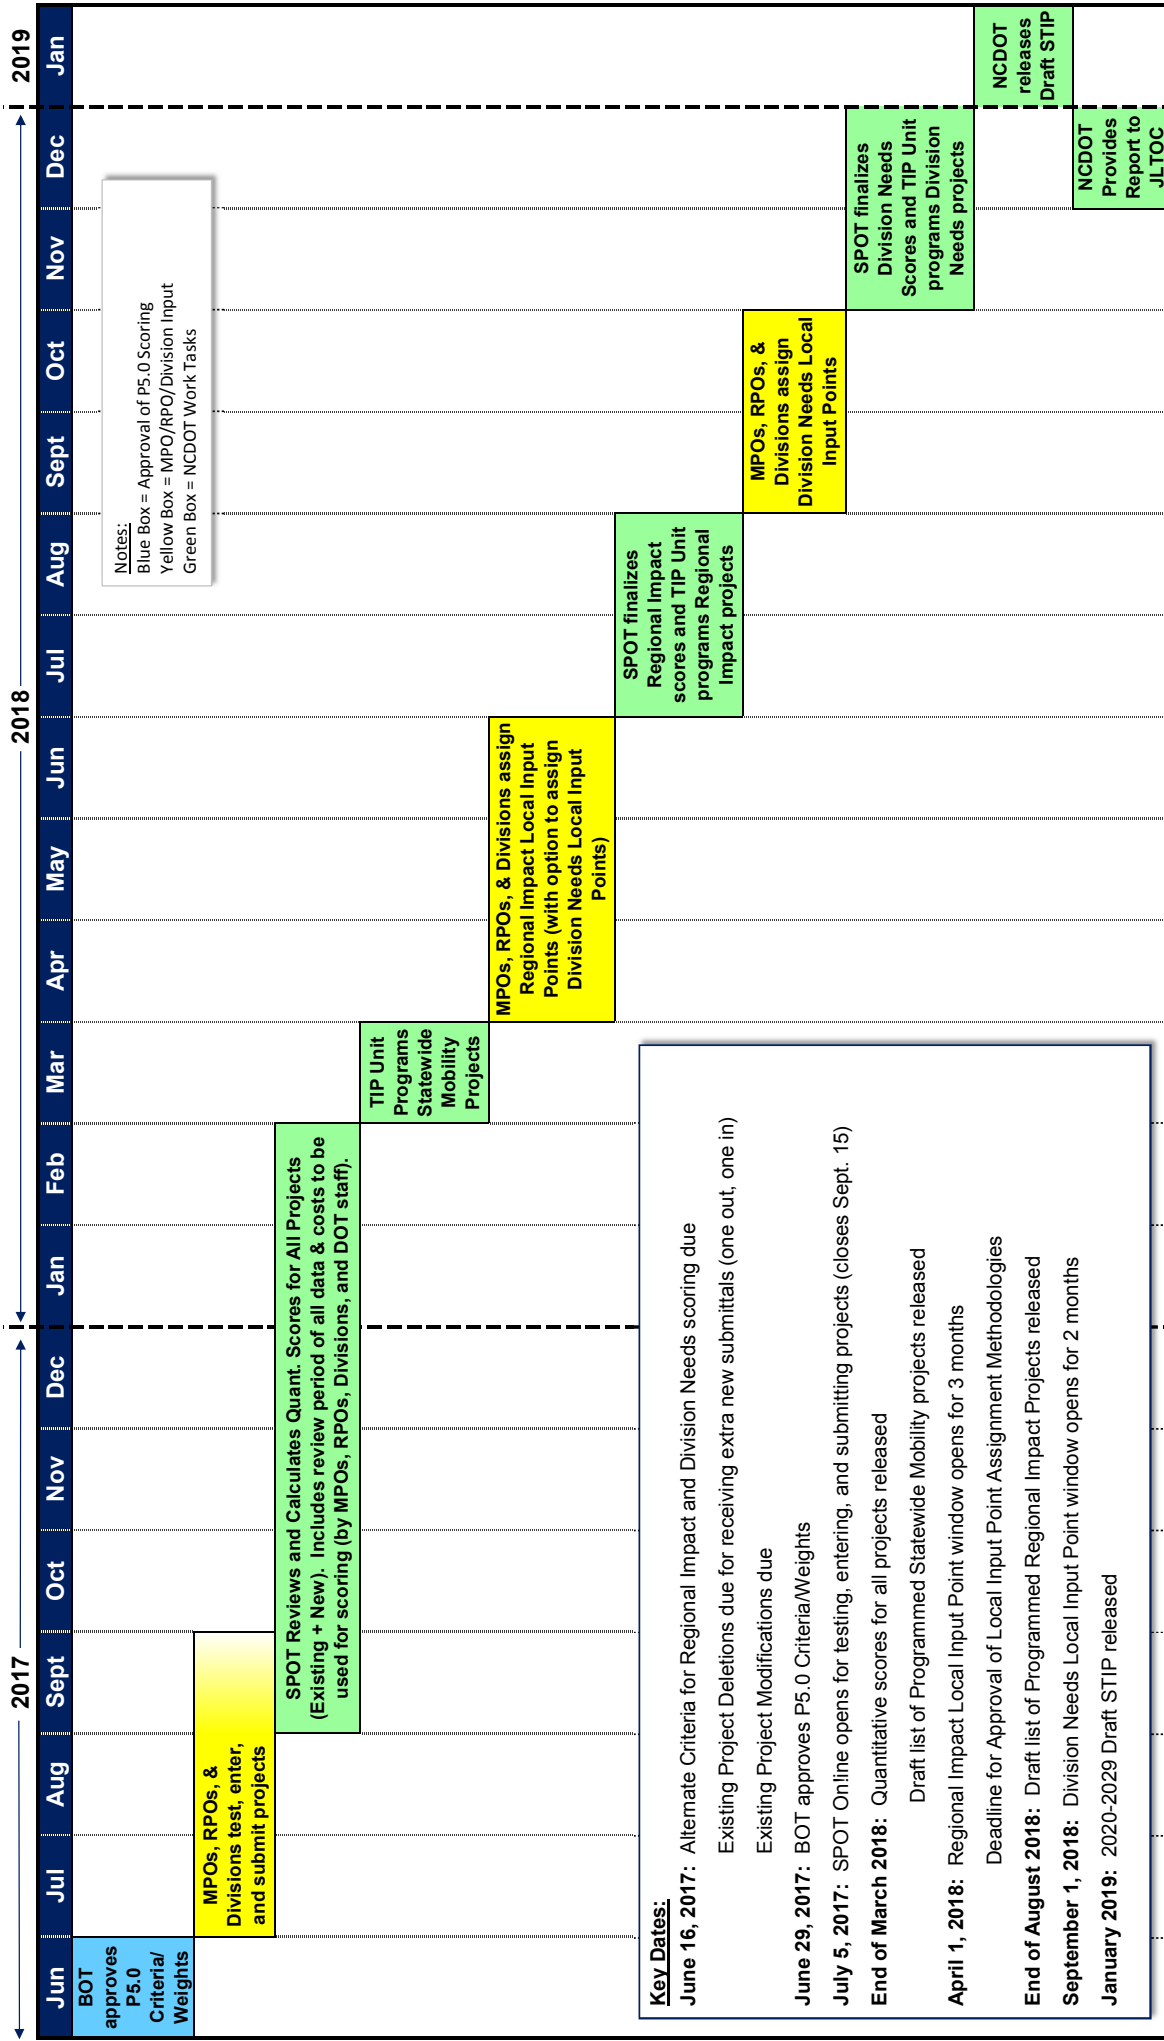 2017
2018
2019
Jun Jul Aug Sept Oct Nov Dec Jan Feb Mar Apr May Jun Jul Aug Sept Oct Nov Dec Jan
BOT
approves
P5.0
Criteria/
Weights
MPOs, RPOs, &
Divisions test, enter,
and submit projects
SPOT Reviews and Calculates Quant. Scores for All Projects
(Existing + New). Includes review period of all data & costs to be
used for scoring (by MPOs, RPOs, Divisions, and DOT staff).
TIP Unit
Programs
Statewide
Mobility
Projects
MPOs, RPOs, & Divisions assign
Regional Impact Local Input
Points (with option to assign
Division Needs Local Input
Points)
SPOT finalizes
Regional Impact
scores and TIP Unit
programs Regional
Impact projects
MPOs, RPOs, &
Divisions assign
Division Needs Local
Input Points
SPOT finalizes
Division Needs
Scores and TIP Unit
programs Division
Needs projects
NCDOT
releases
Draft STIP
NCDOT
Provides
Report to
JLTOC
Notes:
Blue Box = Approval of P5.0 Scoring
Yellow Box = MPO/RPO/Division Input
Green Box = NCDOT Work Tasks
Key Dates:
June 16, 2017: Alternate Criteria for Regional Impact and Division Needs scoring due
Existing Project Deletions due for receiving extra new submittals (one out, one in)
Existing Project Modifications due
June 29, 2017: BOT approves P5.0 Criteria/Weights
July 5, 2017: SPOT Online opens for testing, entering, and submitting projects (closes Sept. 15)
End of March 2018: Quantitative scores for all projects released
Draft list of Programmed Statewide Mobility projects released
April 1, 2018: Regional Impact Local Input Point window opens for 3 months
Deadline for Approval of Local Input Point Assignment Methodologies
End of August 2018: Draft list of Programmed Regional Impact Projects released
September 1, 2018: Division Needs Local Input Point window opens for 2 months
January 2019: 2020-2029 Draft STIP released